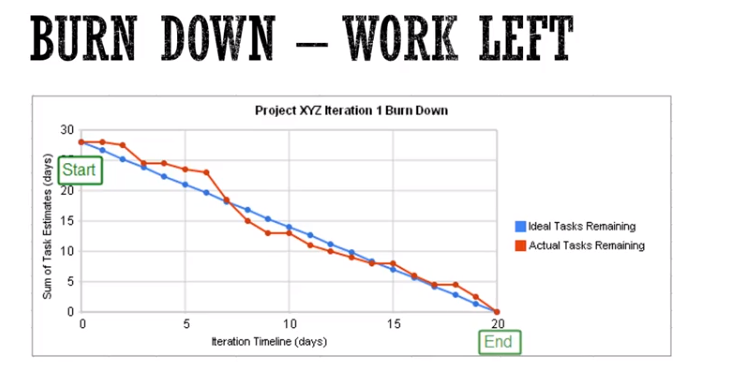 BURN DOWN – WORK LEFT
Project XYZ Iteration 1 Burn Down
30
Start
20
15
10
5
0
Sum of Task Estimates (days)
Ideal Tasks Remaining
Actual Tasks Remaining
0 5 10 15 20
Iteration Timeline (days)
End